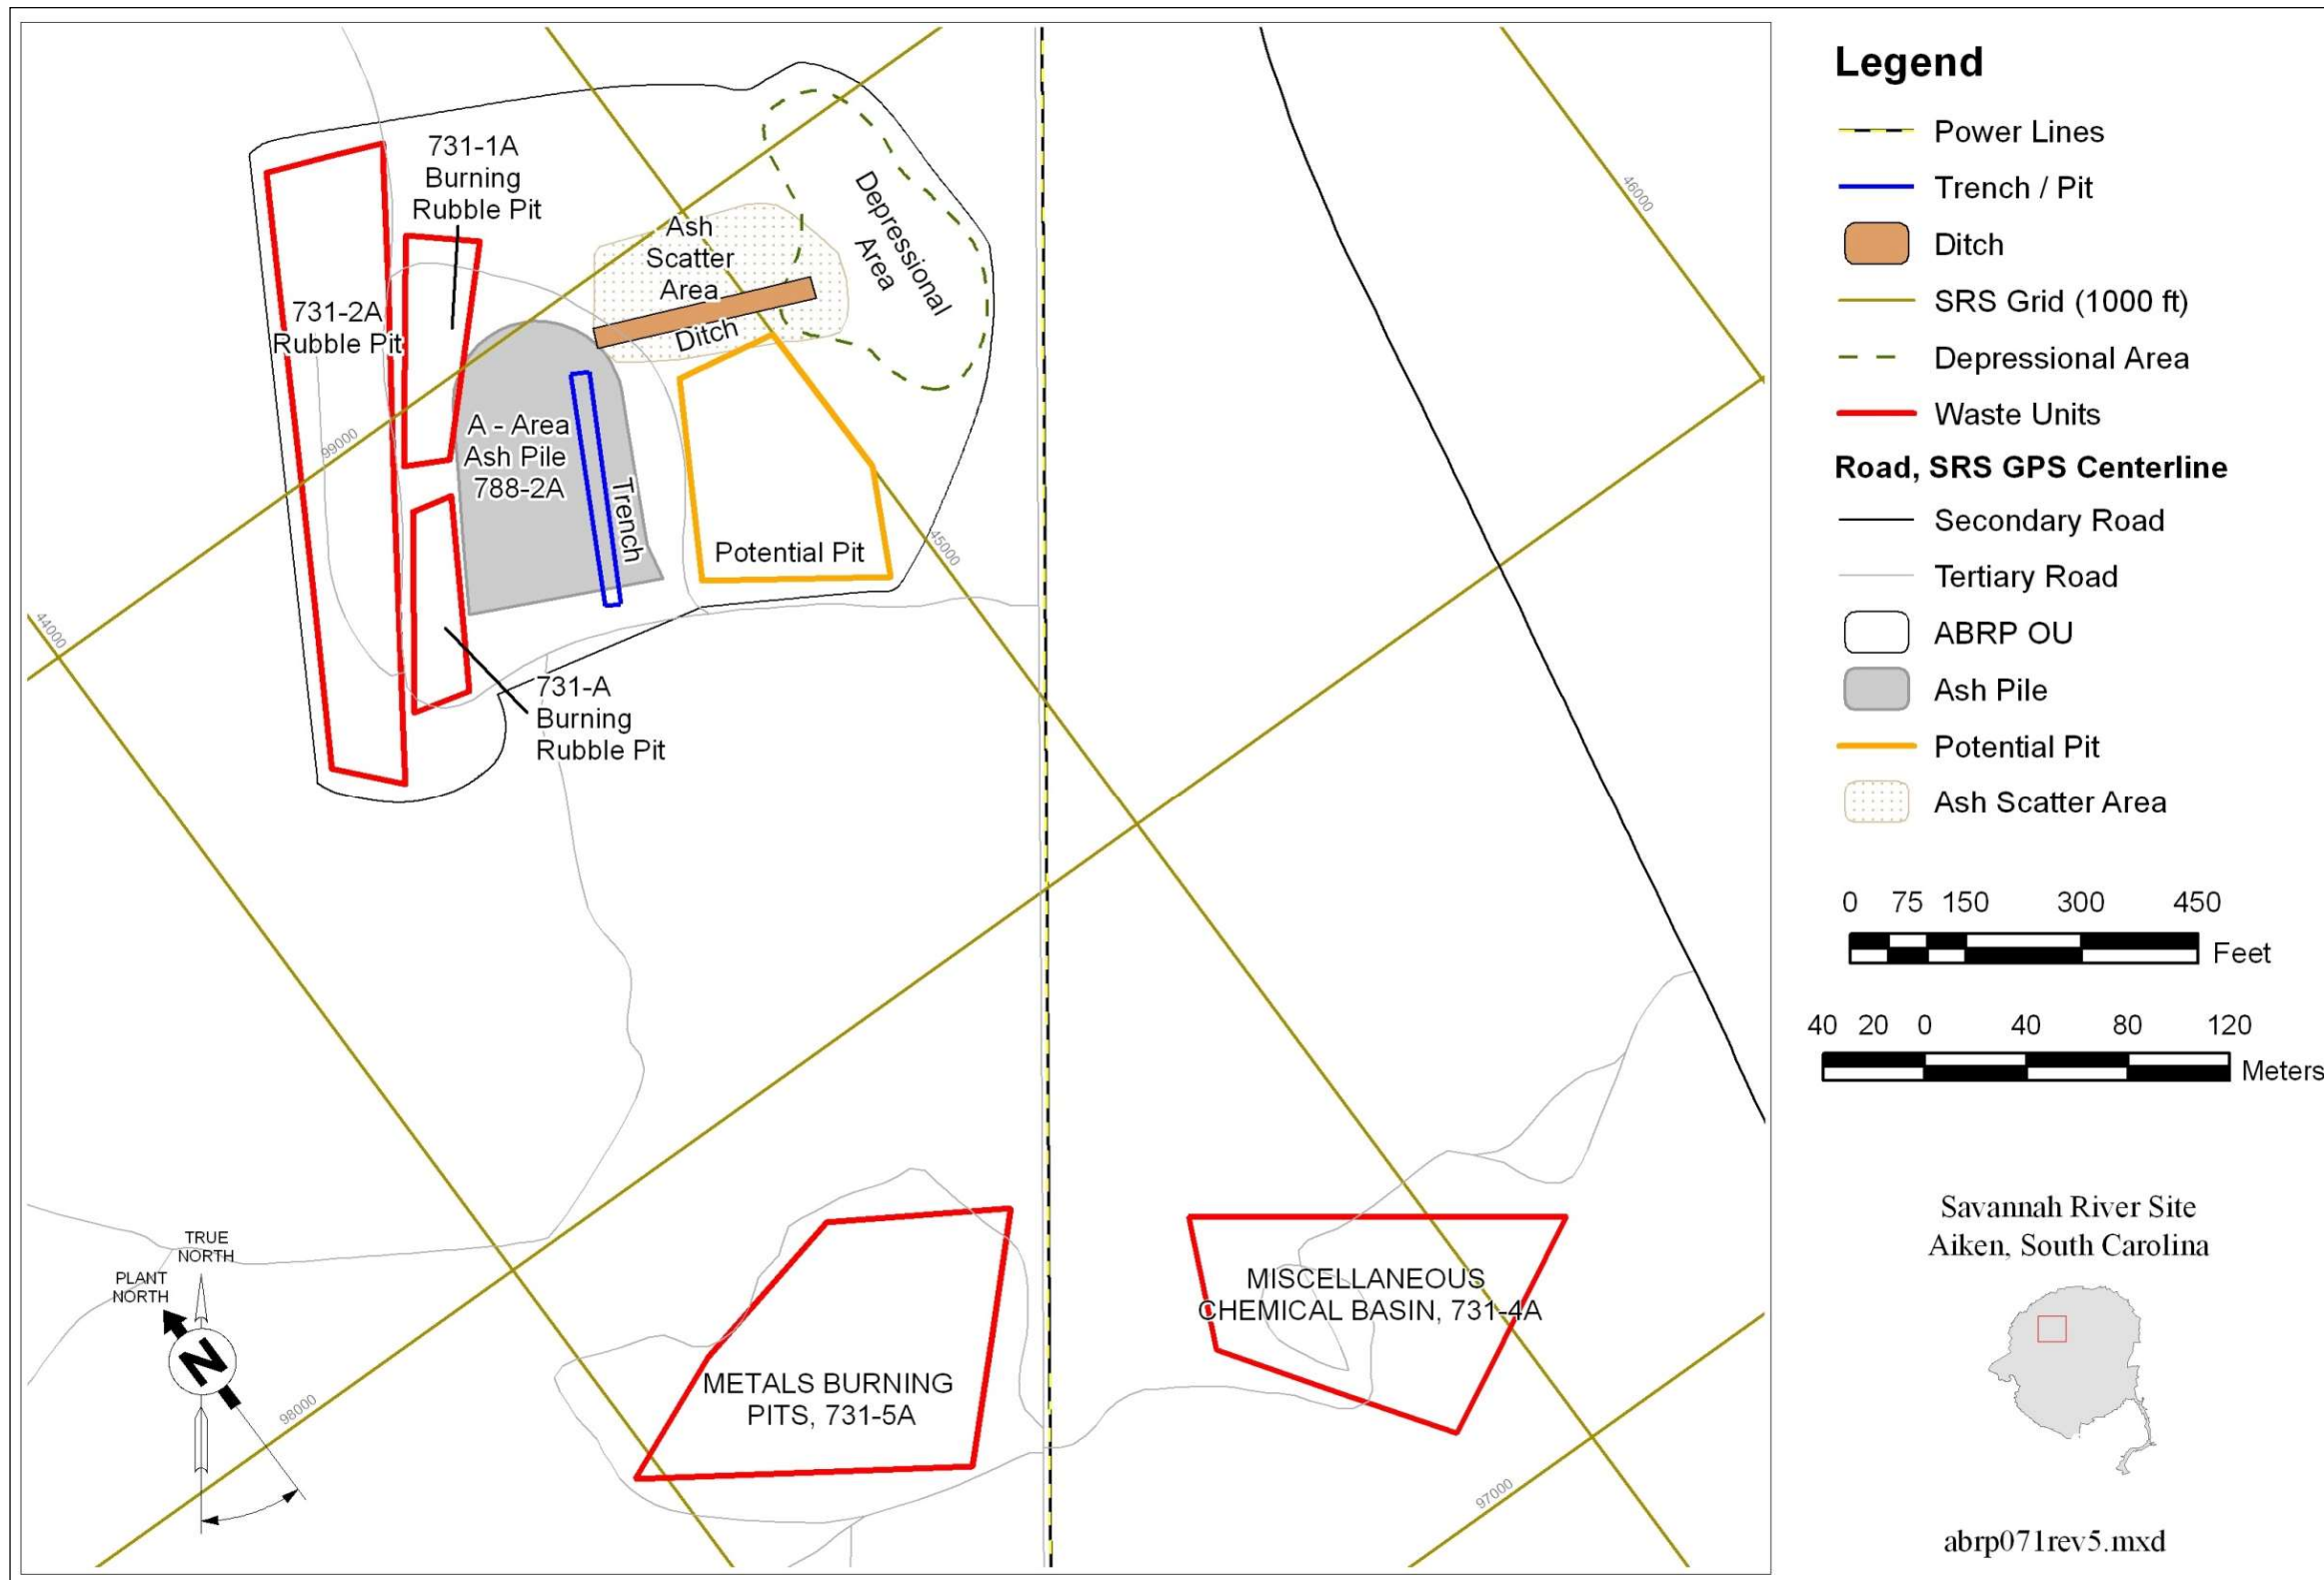 731-1A
Burning
Rubble Pit
Ash
Scatter
Area
Depressional
Area
731-2A
Rubble Pit
Ditch
A - Area
Ash Pile
788-2A
Trench
Potential Pit
731-A
Burning
Rubble Pit
99000
44000
45000
46000
98000
97000
TRUE
NORTH
PLANT
NORTH
N
METALS BURNING
PITS, 731-5A
MISCELLANEOUS
CHEMICAL BASIN, 731-4A
Legend
Power Lines
Trench / Pit
Ditch
SRS Grid (1000 ft)
Depressional Area
Waste Units
Road, SRS GPS Centerline
Secondary Road
Tertiary Road
ABRP OU
Ash Pile
Potential Pit
Ash Scatter Area
0 75 150 300 450
Feet
40 20 0 40 80 120
Meters
Savannah River Site
Aiken, South Carolina
abrp071rev5.mxd